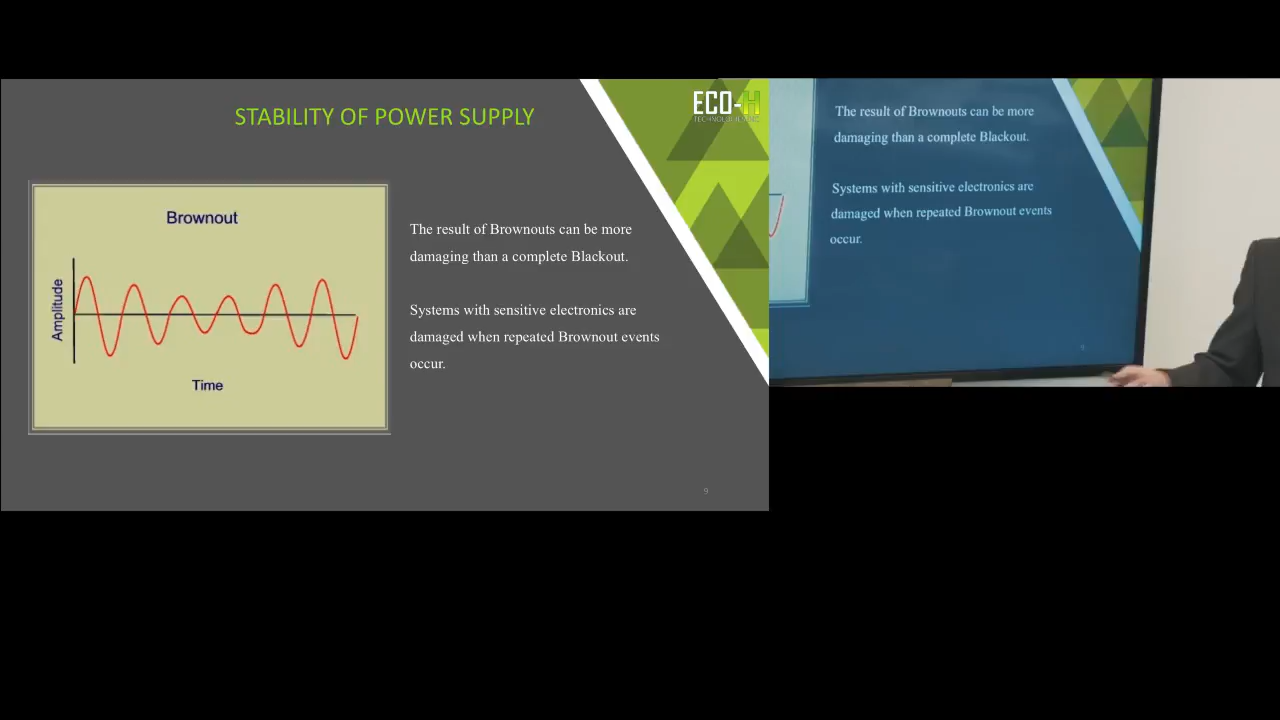 STABILITY OF POWER SUPPLY
ECO-H
Brownout
Amplitude
Time
The result of Brownouts can be more
damaging than a complete Blackout.
Systems with sensitive electronics are
damaged when repeated Brownout events
occur.
9
The result of Brownouts can be more
damaging than a complete Blackout.
Systems with sensitive electronics are
damaged when repeated Brownout events
occur.
9